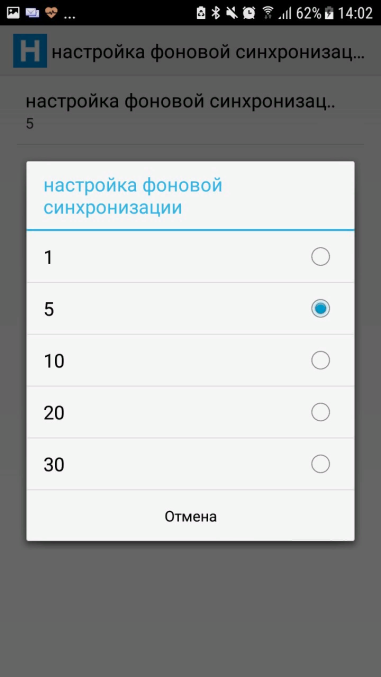 ... 62% 14:02
H настройка фоновой синхронизац...
настройка фоновой синхронизац..
5
настройка фоновой
синхронизации
1
5
10
20
30
Отмена